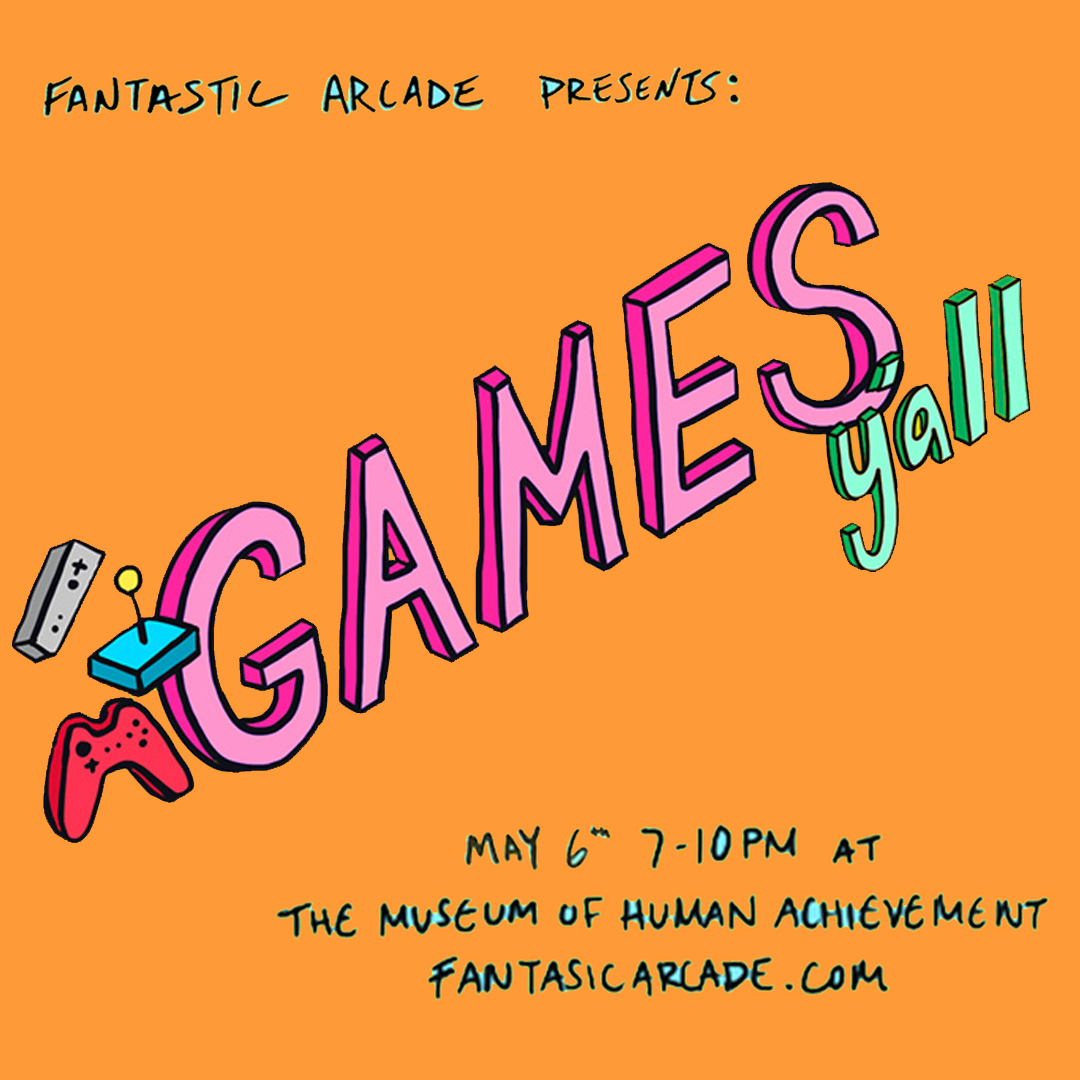 FANTASTIC ARCADE PRESENTS:
GAMES
y'all
MAY 6th 7-10PM AT
THE MUSEUM OF HUMAN ACHIEVEMENT
FANTASICARCADE.COM